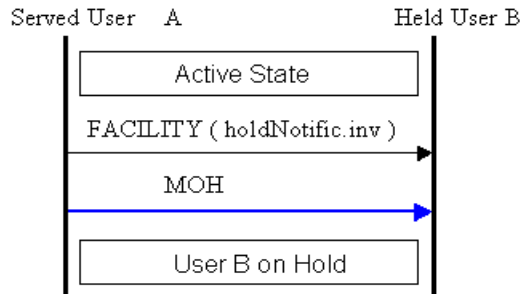 Served User A Held User B
Active State
FACILITY ( holdNotific.inv )
MOH
User B on Hold